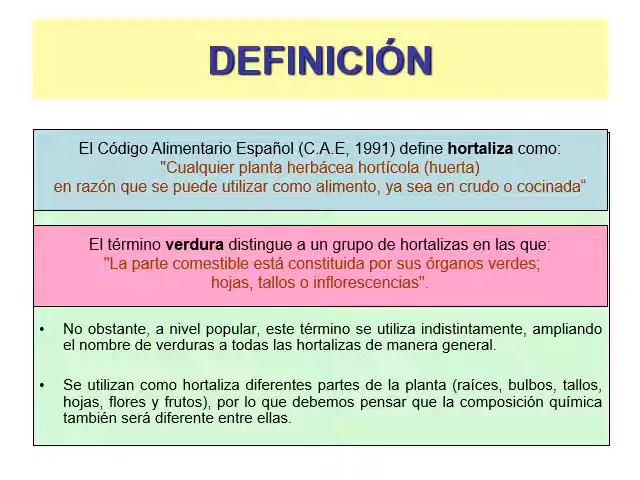 DEFINICIÓN
El Código Alimentario Español (C.A.E, 1991) define hortaliza como:
"Cualquier planta herbácea hortícola (huerta)
en razón que se puede utilizar como alimento, ya sea en crudo o cocinada“
El término verdura distingue a un grupo de hortalizas en las que:
"La parte comestible está constituida por sus órganos verdes;
hojas, tallos o inflorescencias".
• No obstante, a nivel popular, este término se utiliza indistintamente, ampliando
el nombre de verduras a todas las hortalizas de manera general.
• Se utilizan como hortaliza diferentes partes de la planta (raíces, bulbos, tallos,
hojas, flores y frutos), por lo que debemos pensar que la composición química
también será diferente entre ellas.